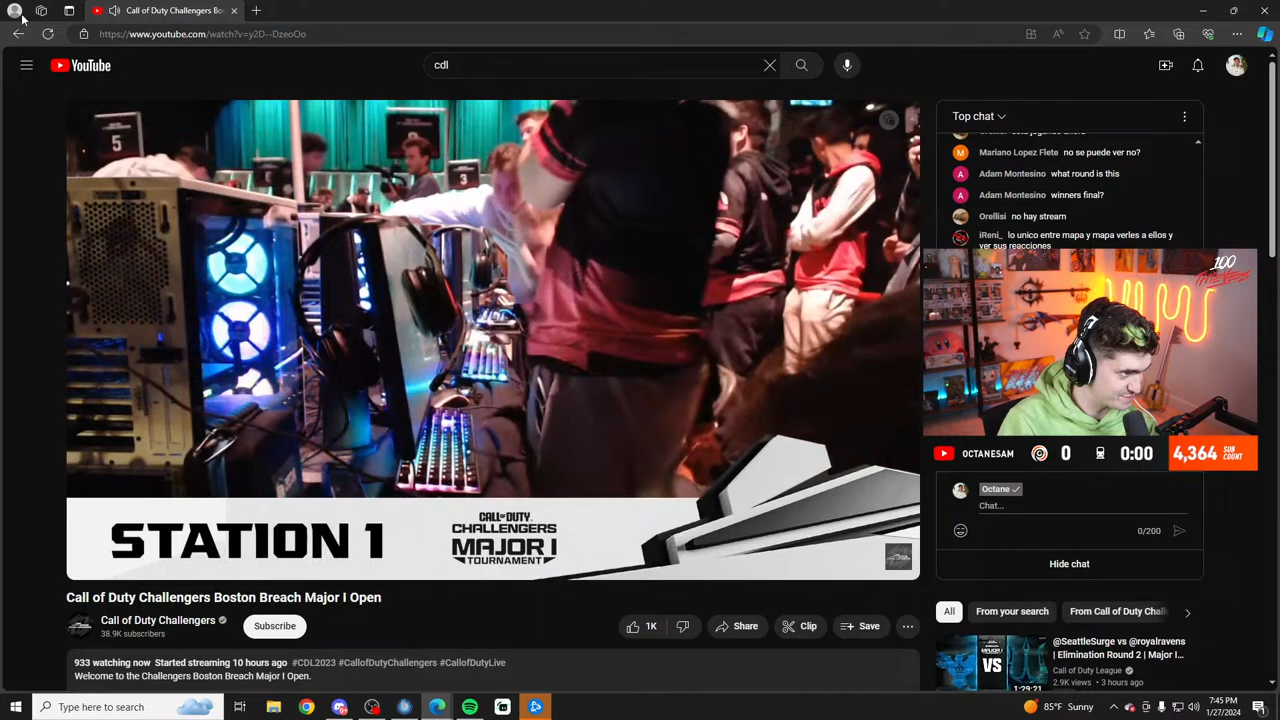 Call of Duty Challengers Bo
https://www.youtube.com/watch?v=y2D--DzeoOo
YouTube
cdl
5
3
STATION 1
CALL OF DUTY
CHALLENGERS
MAJOR I
TOURNAMENT
Top chat
Mariano Lopez Flete no se puede ver no?
Adam Montesino what round is this
Adam Montesino winners final?
Orellisi no hay stream
iReni_ lo unico entre mapa y mapa verles a ellos y
ver sus reacciones
100
THIEVES
OCTANESAM
0
0:00
4,364 SUB
COUNT
Octane
Chat...
0/200
Hide chat
Call of Duty Challengers Boston Breach Major I Open
Call of Duty Challengers
38.9K subscribers
Subscribe
1K
Share
Clip
Save
933 watching now Started streaming 10 hours ago #CDL2023 #CallofDutyChallengers #CallofDutyLive
Welcome to the Challengers Boston Breach Major I Open.
All
From your search
From Call of Duty Chall
VS
1:29:21
@SeattleSurge vs @royalravens
| Elimination Round 2 | Major I...
Call of Duty League
2.9K views • 3 hours ago
Type here to search
85°F Sunny
7:45 PM
1/27/2024